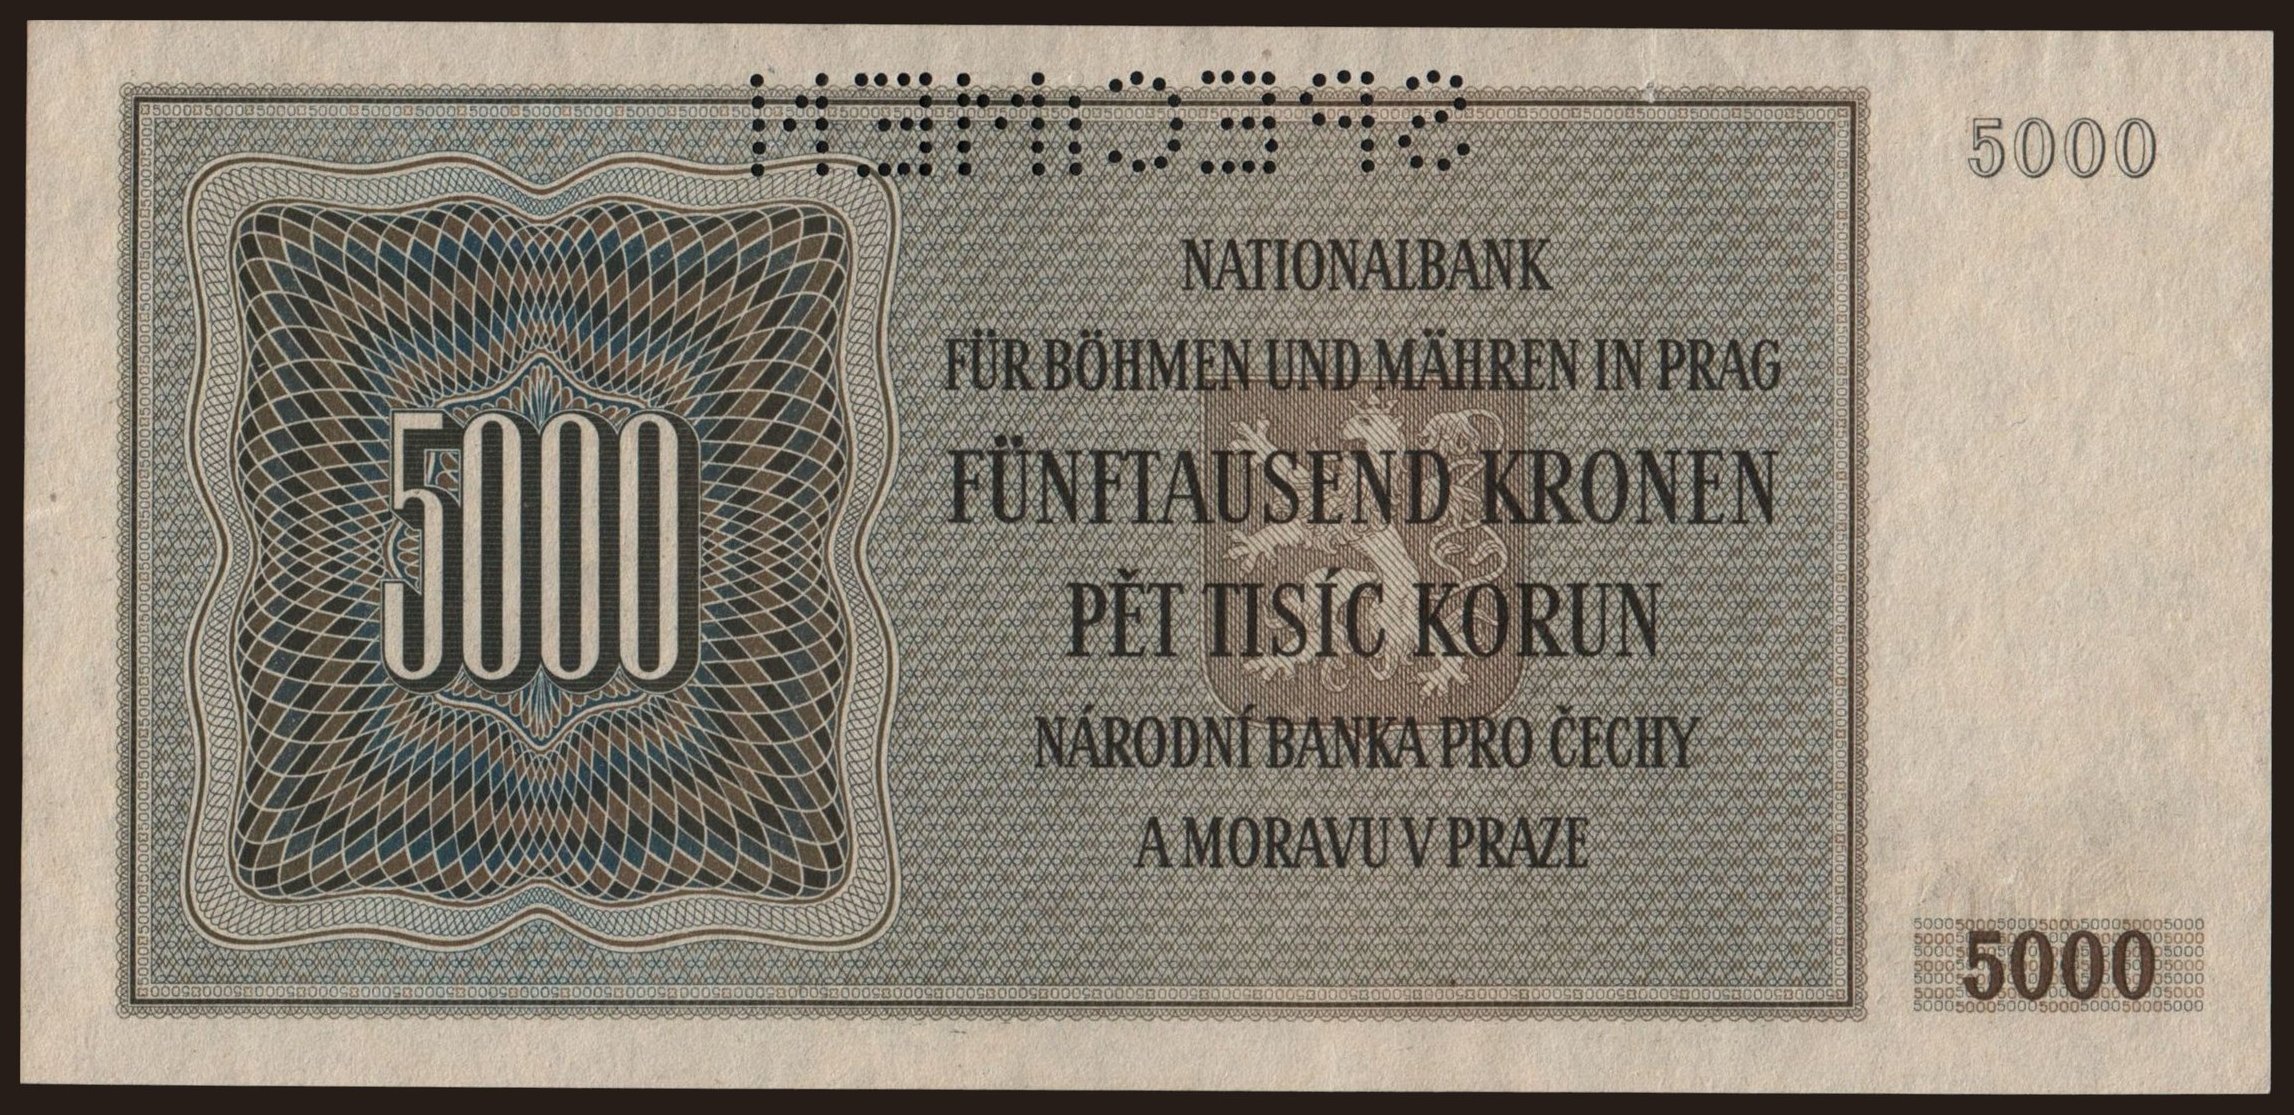 SPECIMEN
5000
NATIONALBANK
FÜR BÖHMEN UND MÄHREN IN PRAG
FÜNFTAUSEND KRONEN
5000
PĚT TISÍC KORUN
NÁRODNÍ BANKA PRO ČECHY
A MORAVU V PRAZE
5000